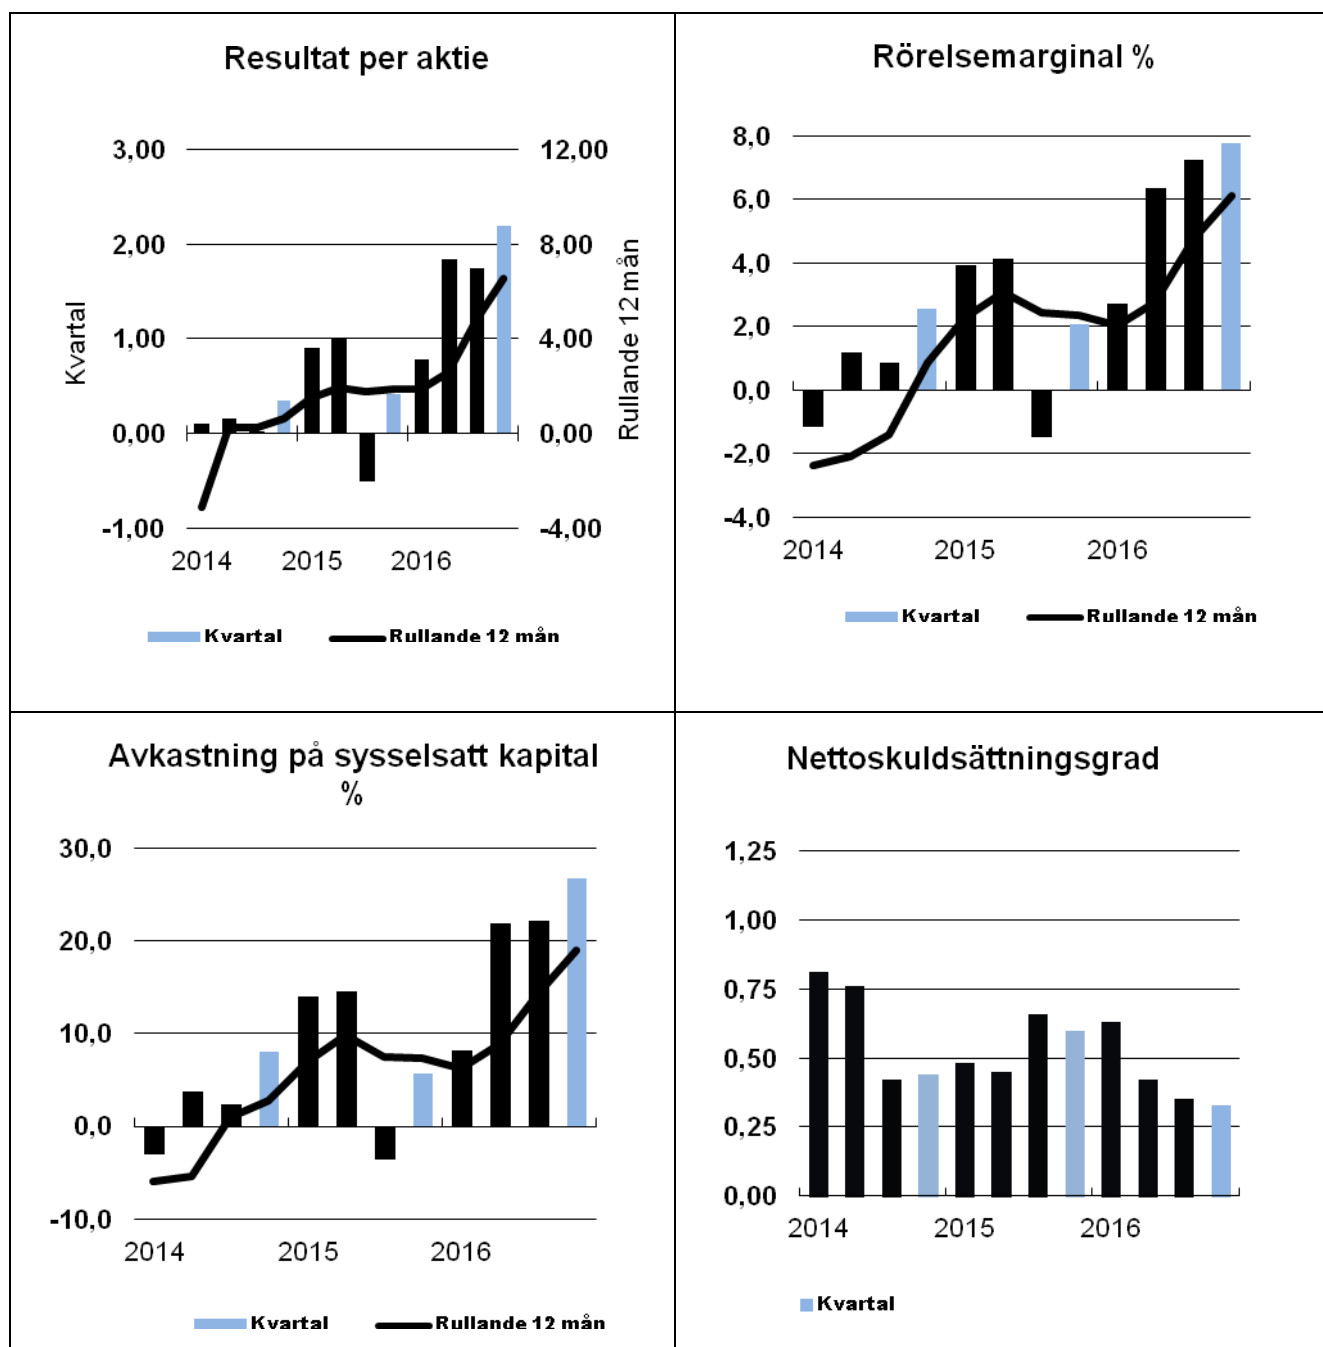 Resultat per aktie
3,00
2,00
1,00
0,00
-1,00
12,00
8,00
4,00
0,00
-4,00
Kvartal
Rullande 12 mån
2014 2015 2016
Kvartal Rullande 12 mån
Rörelsemarginal %
8,0
6,0
4,0
2,0
0,0
-2,0
-4,0
2014 2015 2016
Kvartal Rullande 12 mån
Avkastning på sysselsatt kapital
%
30,0
20,0
10,0
0,0
-10,0
2014 2015 2016
Kvartal Rullande 12 mån
Nettoskuldsättningsgrad
1,25
1,00
0,75
0,50
0,25
0,00
2014 2015 2016
Kvartal